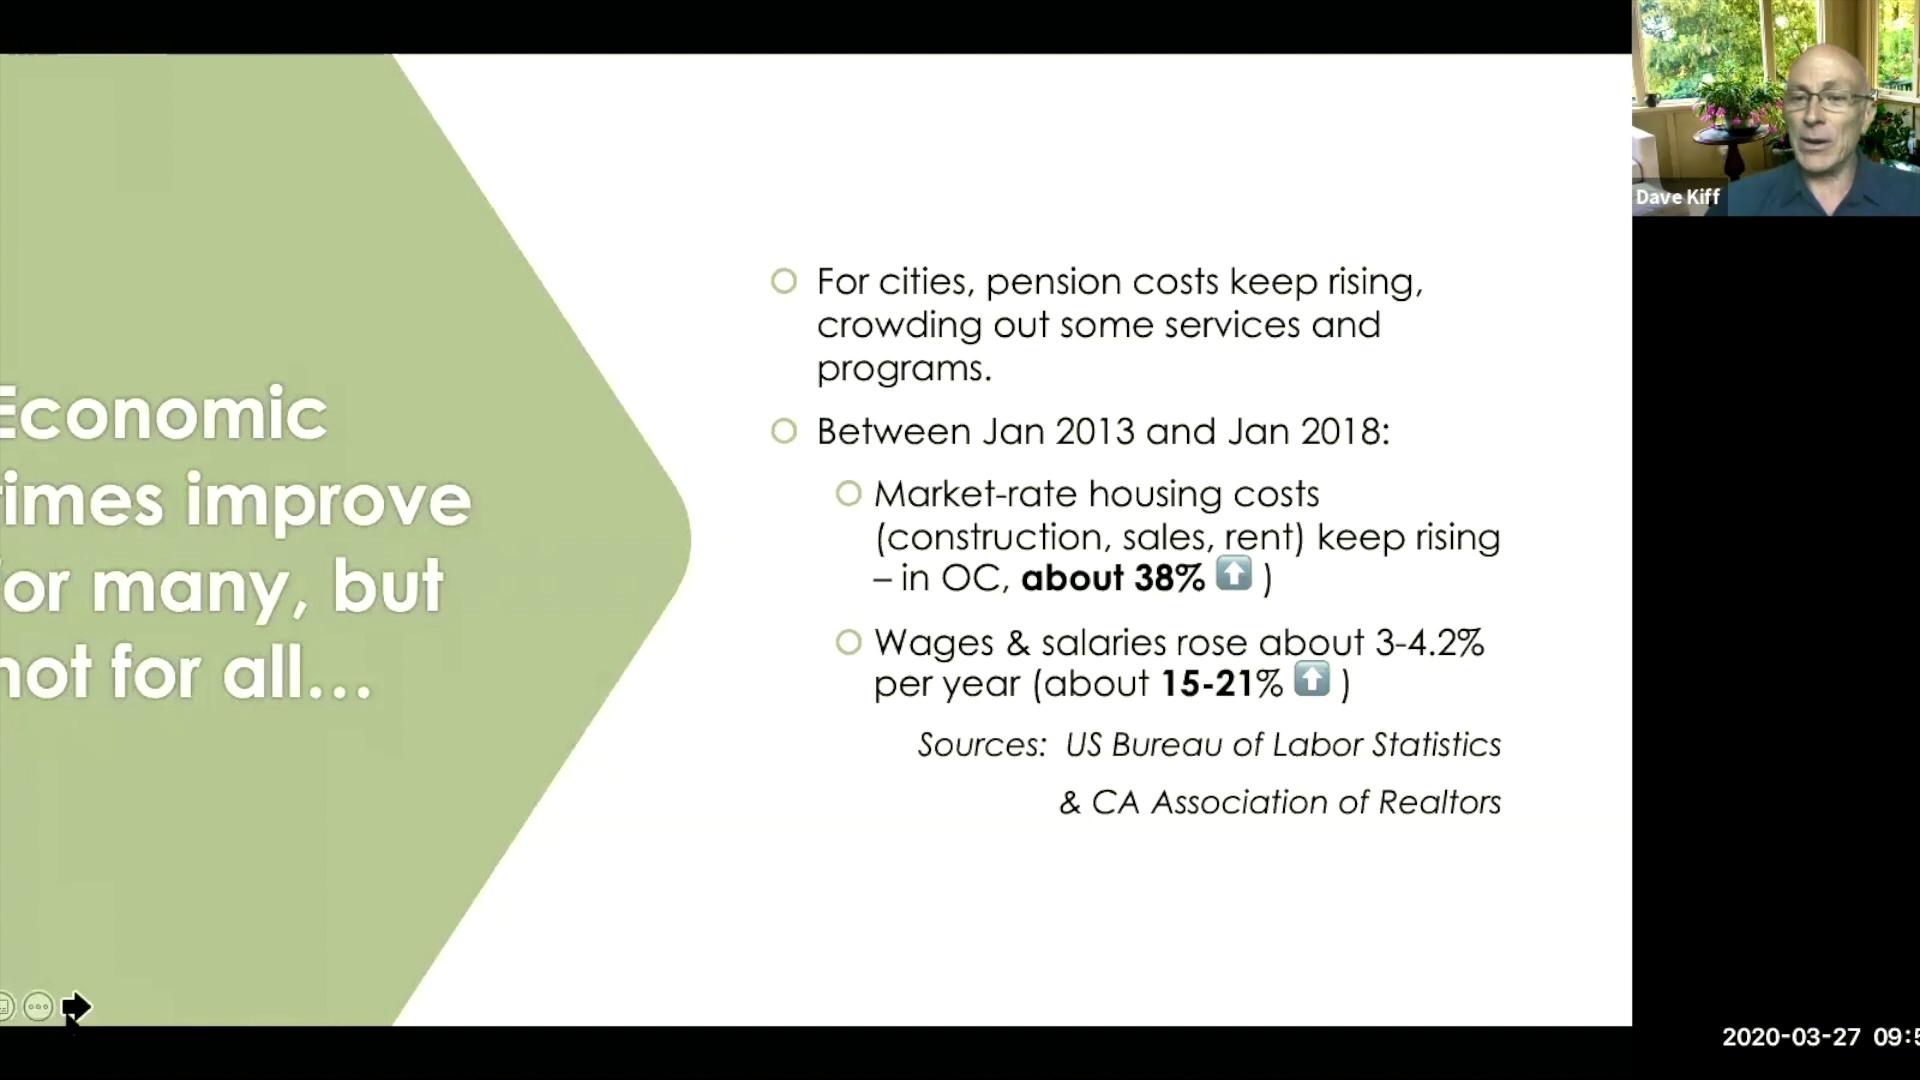 Economic
times improve
for many, but
not for all...
For cities, pension costs keep rising,
crowding out some services and
programs.
Between Jan 2013 and Jan 2018:
Market-rate housing costs
(construction, sales, rent) keep rising
– in OC, about 38% ⬆ )
Wages & salaries rose about 3-4.2%
per year (about 15-21% ⬆ )
Sources: US Bureau of Labor Statistics
& CA Association of Realtors
Dave Kiff
2020-03-27 09:5